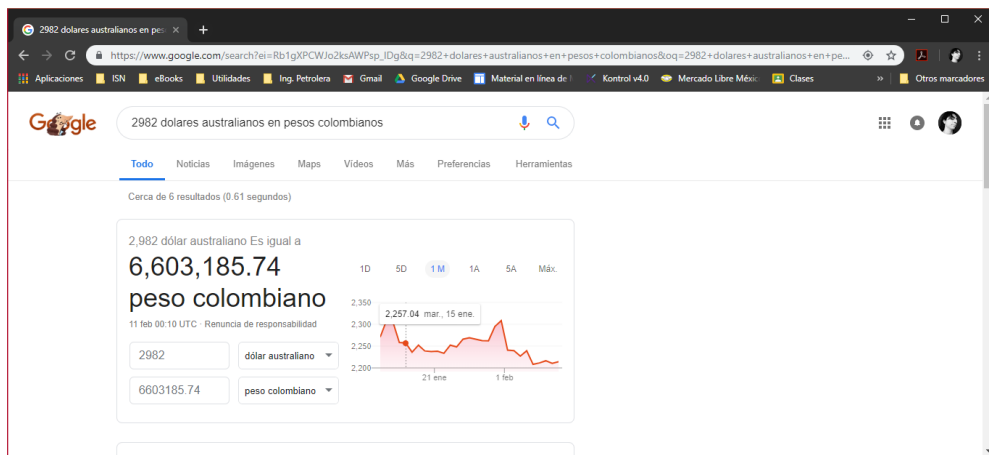 2982 dolares australianos en pes
https://www.google.com/search?ei=Rb1gXPCWJo2ksAWPsp_IDg&q=2982+dolares+australianos+en+pesos+colombianos&oq=2982+dolares+australianos+en+pe...
Aplicaciones ISN eBooks Utilidades Ing. Petrolera Gmail Google Drive Material en línea de Kontrol v4.0 Mercado Libre Méxic Clases » Otros marcadores
Google 2982 dolares australianos en pesos colombianos
Todo Noticias Imágenes Maps Vídeos Más Preferencias Herramientas
Cerca de 6 resultados (0.61 segundos)
2,982 dólar australiano Es igual a
6,603,185.74
peso colombiano
11 feb 00:10 UTC · Renuncia de responsabilidad
2982 dólar australiano
6603185.74 peso colombiano
1D 5D 1 M 1A 5A Máx.
2,350
2,257.04 mar., 15 ene.
2,300
2,250
2,200
21 ene 1 feb